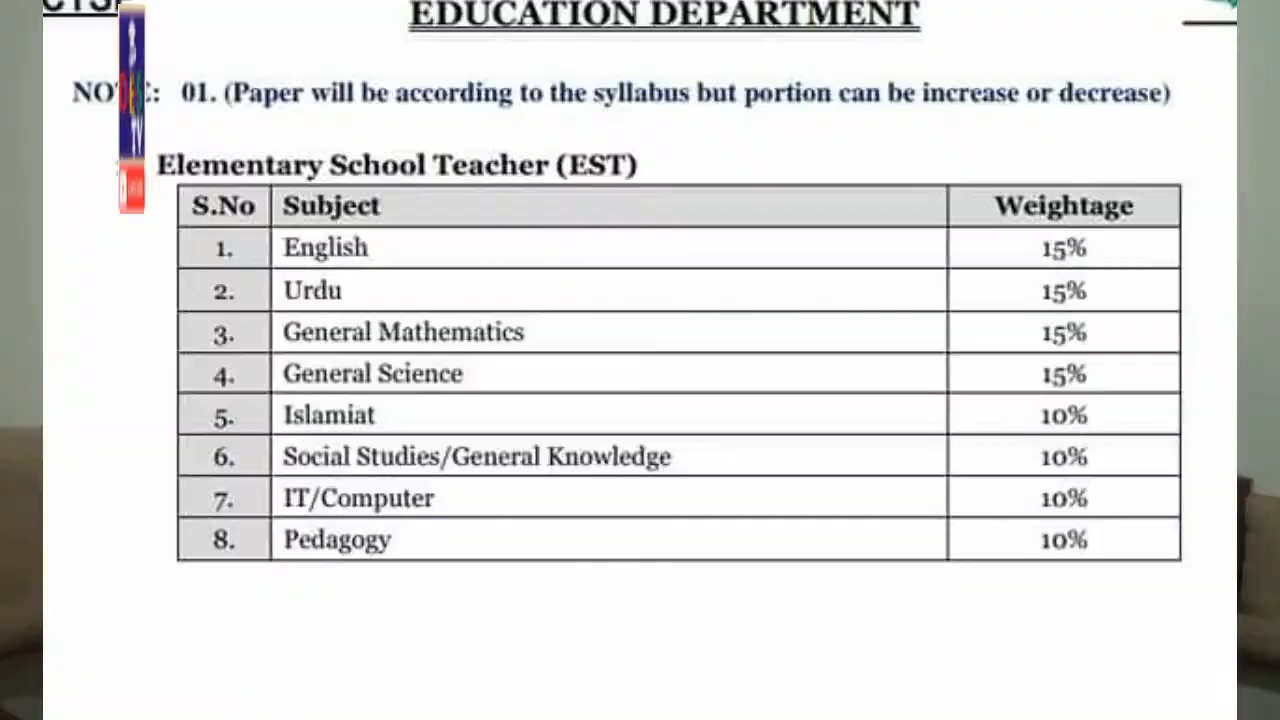 EDUCATION DEPARTMENT
01. (Paper will be according to the syllabus but portion can be increase or decrease)
Elementary School Teacher (EST)
S.No Subject Weightage
1. English 15%
2. Urdu 15%
3. General Mathematics 15%
4. General Science 15%
5. Islamiat 10%
6. Social Studies/General Knowledge 10%
7. IT/Computer 10%
8. Pedagogy 10%